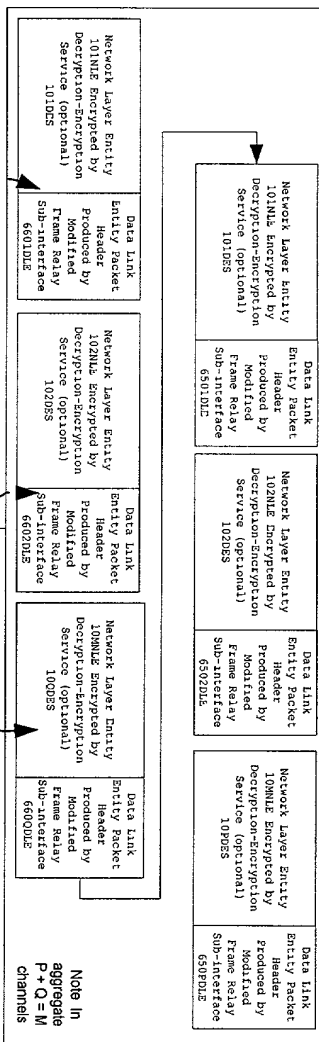 Network Layer Entity
101NLE Encrypted by
Decryption-Encryption
Service (optional)
101DES
Data Link
Entity Packet
Header
Produced by
Modified
Frame Relay
Sub-interface
6501DLE
Network Layer Entity
102NLE Encrypted by
Decryption-Encryption
Service (optional)
102DES
Data Link
Entity Packet
Header
Produced by
Modified
Frame Relay
Sub-interface
6502DLE
Network Layer Entity
10MNLE Encrypted by
Decryption-Encryption
Service (optional)
10PDES
Data Link
Entity Packet
Header
Produced by
Modified
Frame Relay
Sub-interface
650PDLE
Network Layer Entity
101NLE Encrypted by
Decryption-Encryption
Service (optional)
101DES
Data Link
Entity Packet
Header
Produced by
Modified
Frame Relay
Sub-interface
6601DLE
Network Layer Entity
102NLE Encrypted by
Decryption-Encryption
Service (optional)
102DES
Data Link
Entity Packet
Header
Produced by
Modified
Frame Relay
Sub-interface
6602DLE
Network Layer Entity
10MNLE Encrypted by
Decryption-Encryption
Service (optional)
10QDES
Data Link
Entity Packet
Header
Produced by
Modified
Frame Relay
Sub-interface
660QDLE
Note In
aggregate
P + Q = M
channels